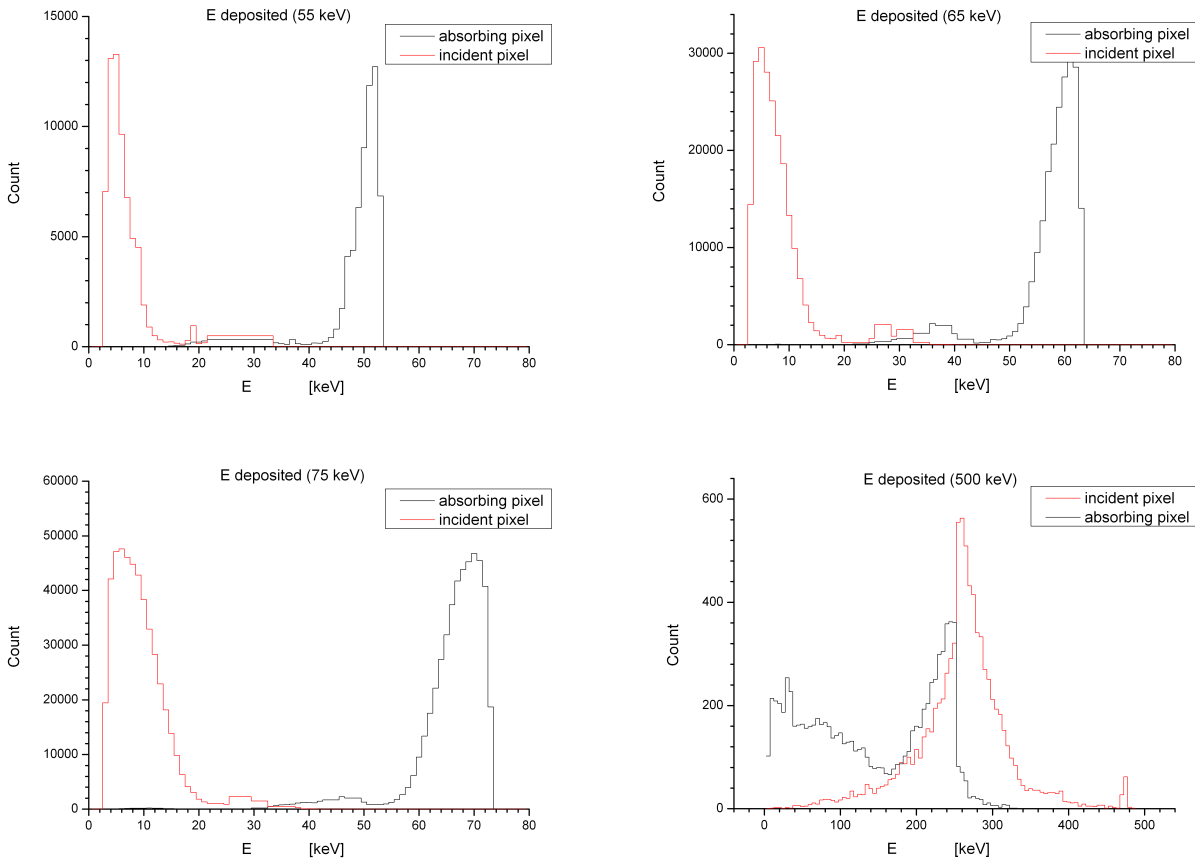 E deposited (55 keV)
absorbing pixel
incident pixel
15000
10000
5000
0
Count
0 10 20 30 40 50 60 70 80
E [keV]
E deposited (65 keV)
absorbing pixel
incident pixel
30000
20000
10000
0
Count
0 10 20 30 40 50 60 70 80
E [keV]
E deposited (75 keV)
absorbing pixel
incident pixel
60000
50000
40000
30000
20000
10000
0
Count
0 10 20 30 40 50 60 70 80
E [keV]
E deposited (500 keV)
incident pixel
absorbing pixel
600
400
200
0
Count
0 100 200 300 400 500
E [keV]